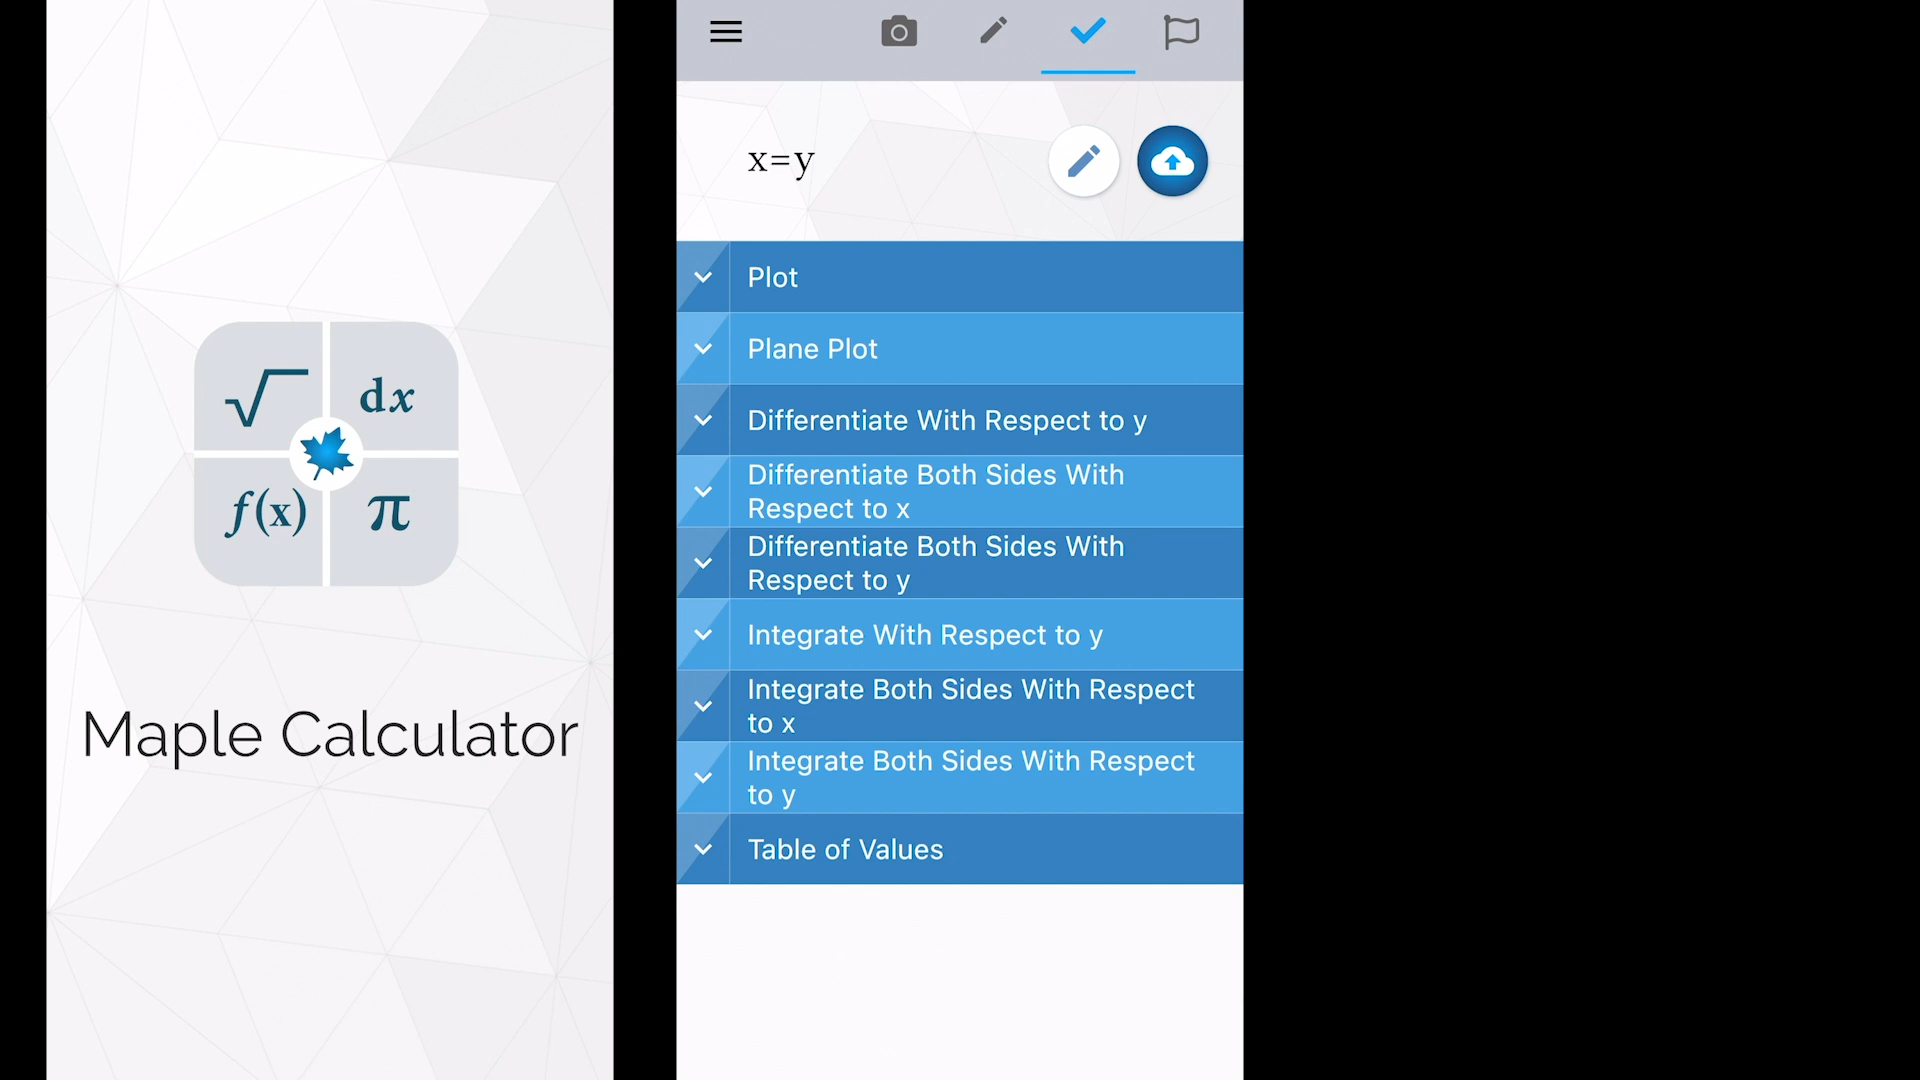 √ dx
f(x) π
Maple Calculator
x=y
Plot
Plane Plot
Differentiate With Respect to y
Differentiate Both Sides With
Respect to x
Differentiate Both Sides With
Respect to y
Integrate With Respect to y
Integrate Both Sides With Respect
to x
Integrate Both Sides With Respect
to y
Table of Values